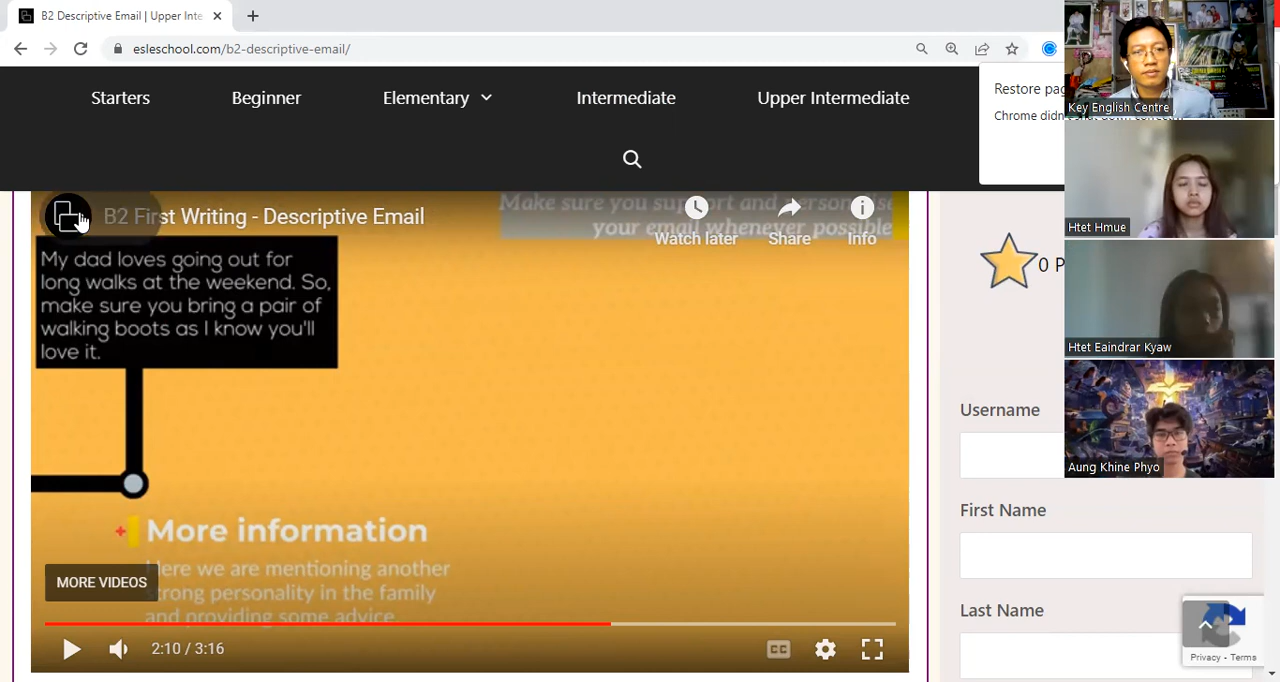 B2 Descriptive Email | Upper Inte
esleschool.com/b2-descriptive-email/
Starters
Beginner
Elementary
Intermediate
Upper Intermediate
Restore pag
Chrome didn
Key English Centre
Htet Hmue
Htet Eaindrar Kyaw
Aung Khine Phyo
B2 First Writing - Descriptive Email
Make sure you support and personalise
your email whenever possible
Watch later
Share
Info
My dad loves going out for
long walks at the weekend. So,
make sure you bring a pair of
walking boots as I know you'll
love it.
More information
Here we are mentioning another
strong personality in the family
and providing some advice
MORE VIDEOS
2:10 / 3:16
CC
0 P
Username
First Name
Last Name
Privacy - Terms